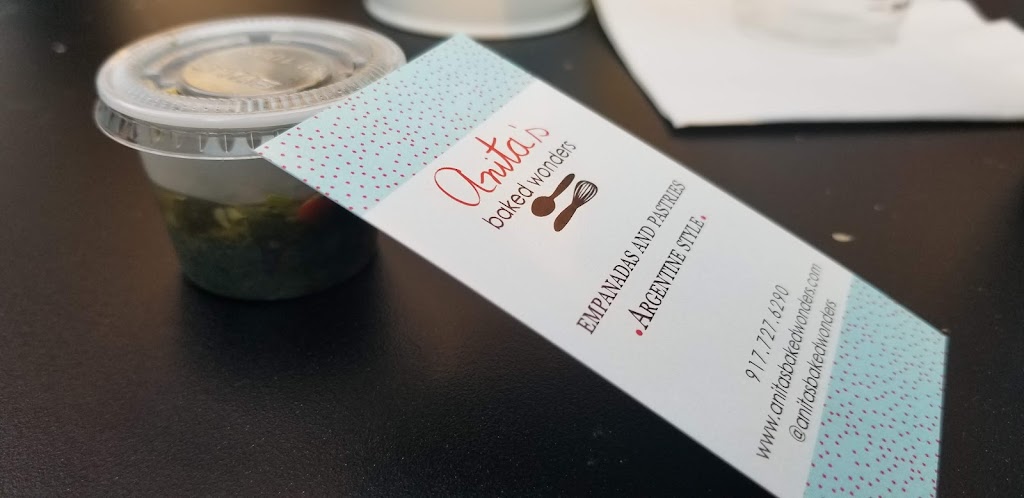 Anita's
baked wonders
EMPANADAS AND PASTRIES
• ARGENTINE STYLE •
917.727.6290
www.anitasbakedwonders.com
@anitasbakedwonders